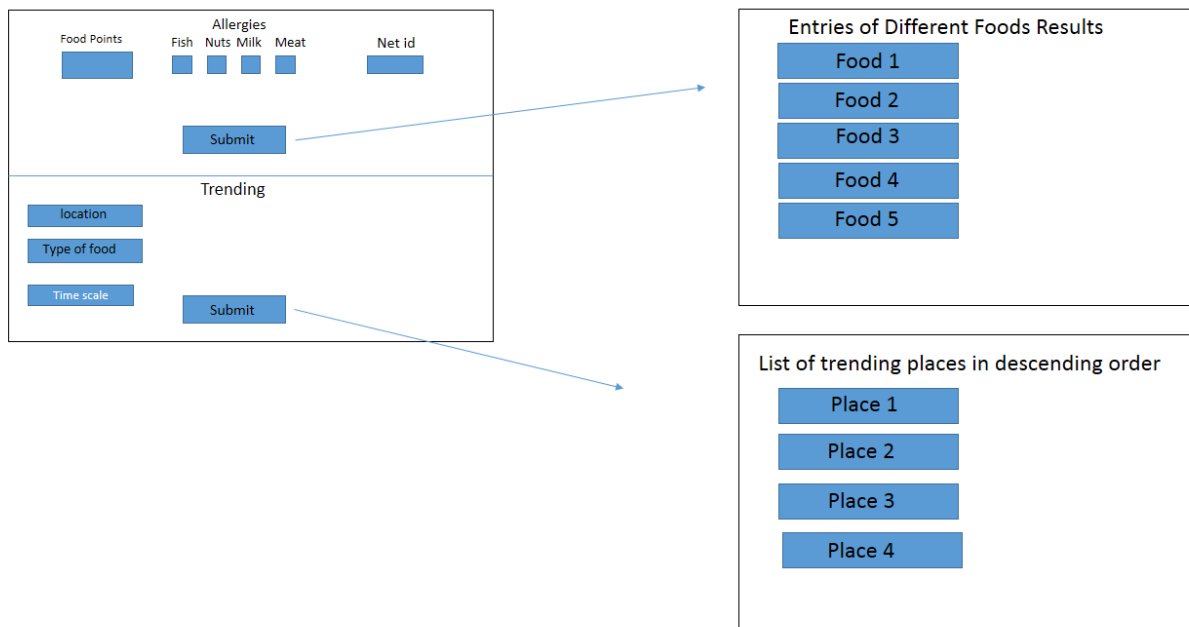 Allergies
Food Points
Fish Nuts Milk Meat
Net id
Submit
Trending
location
Type of food
Time scale
Submit
Entries of Different Foods Results
Food 1
Food 2
Food 3
Food 4
Food 5
List of trending places in descending order
Place 1
Place 2
Place 3
Place 4